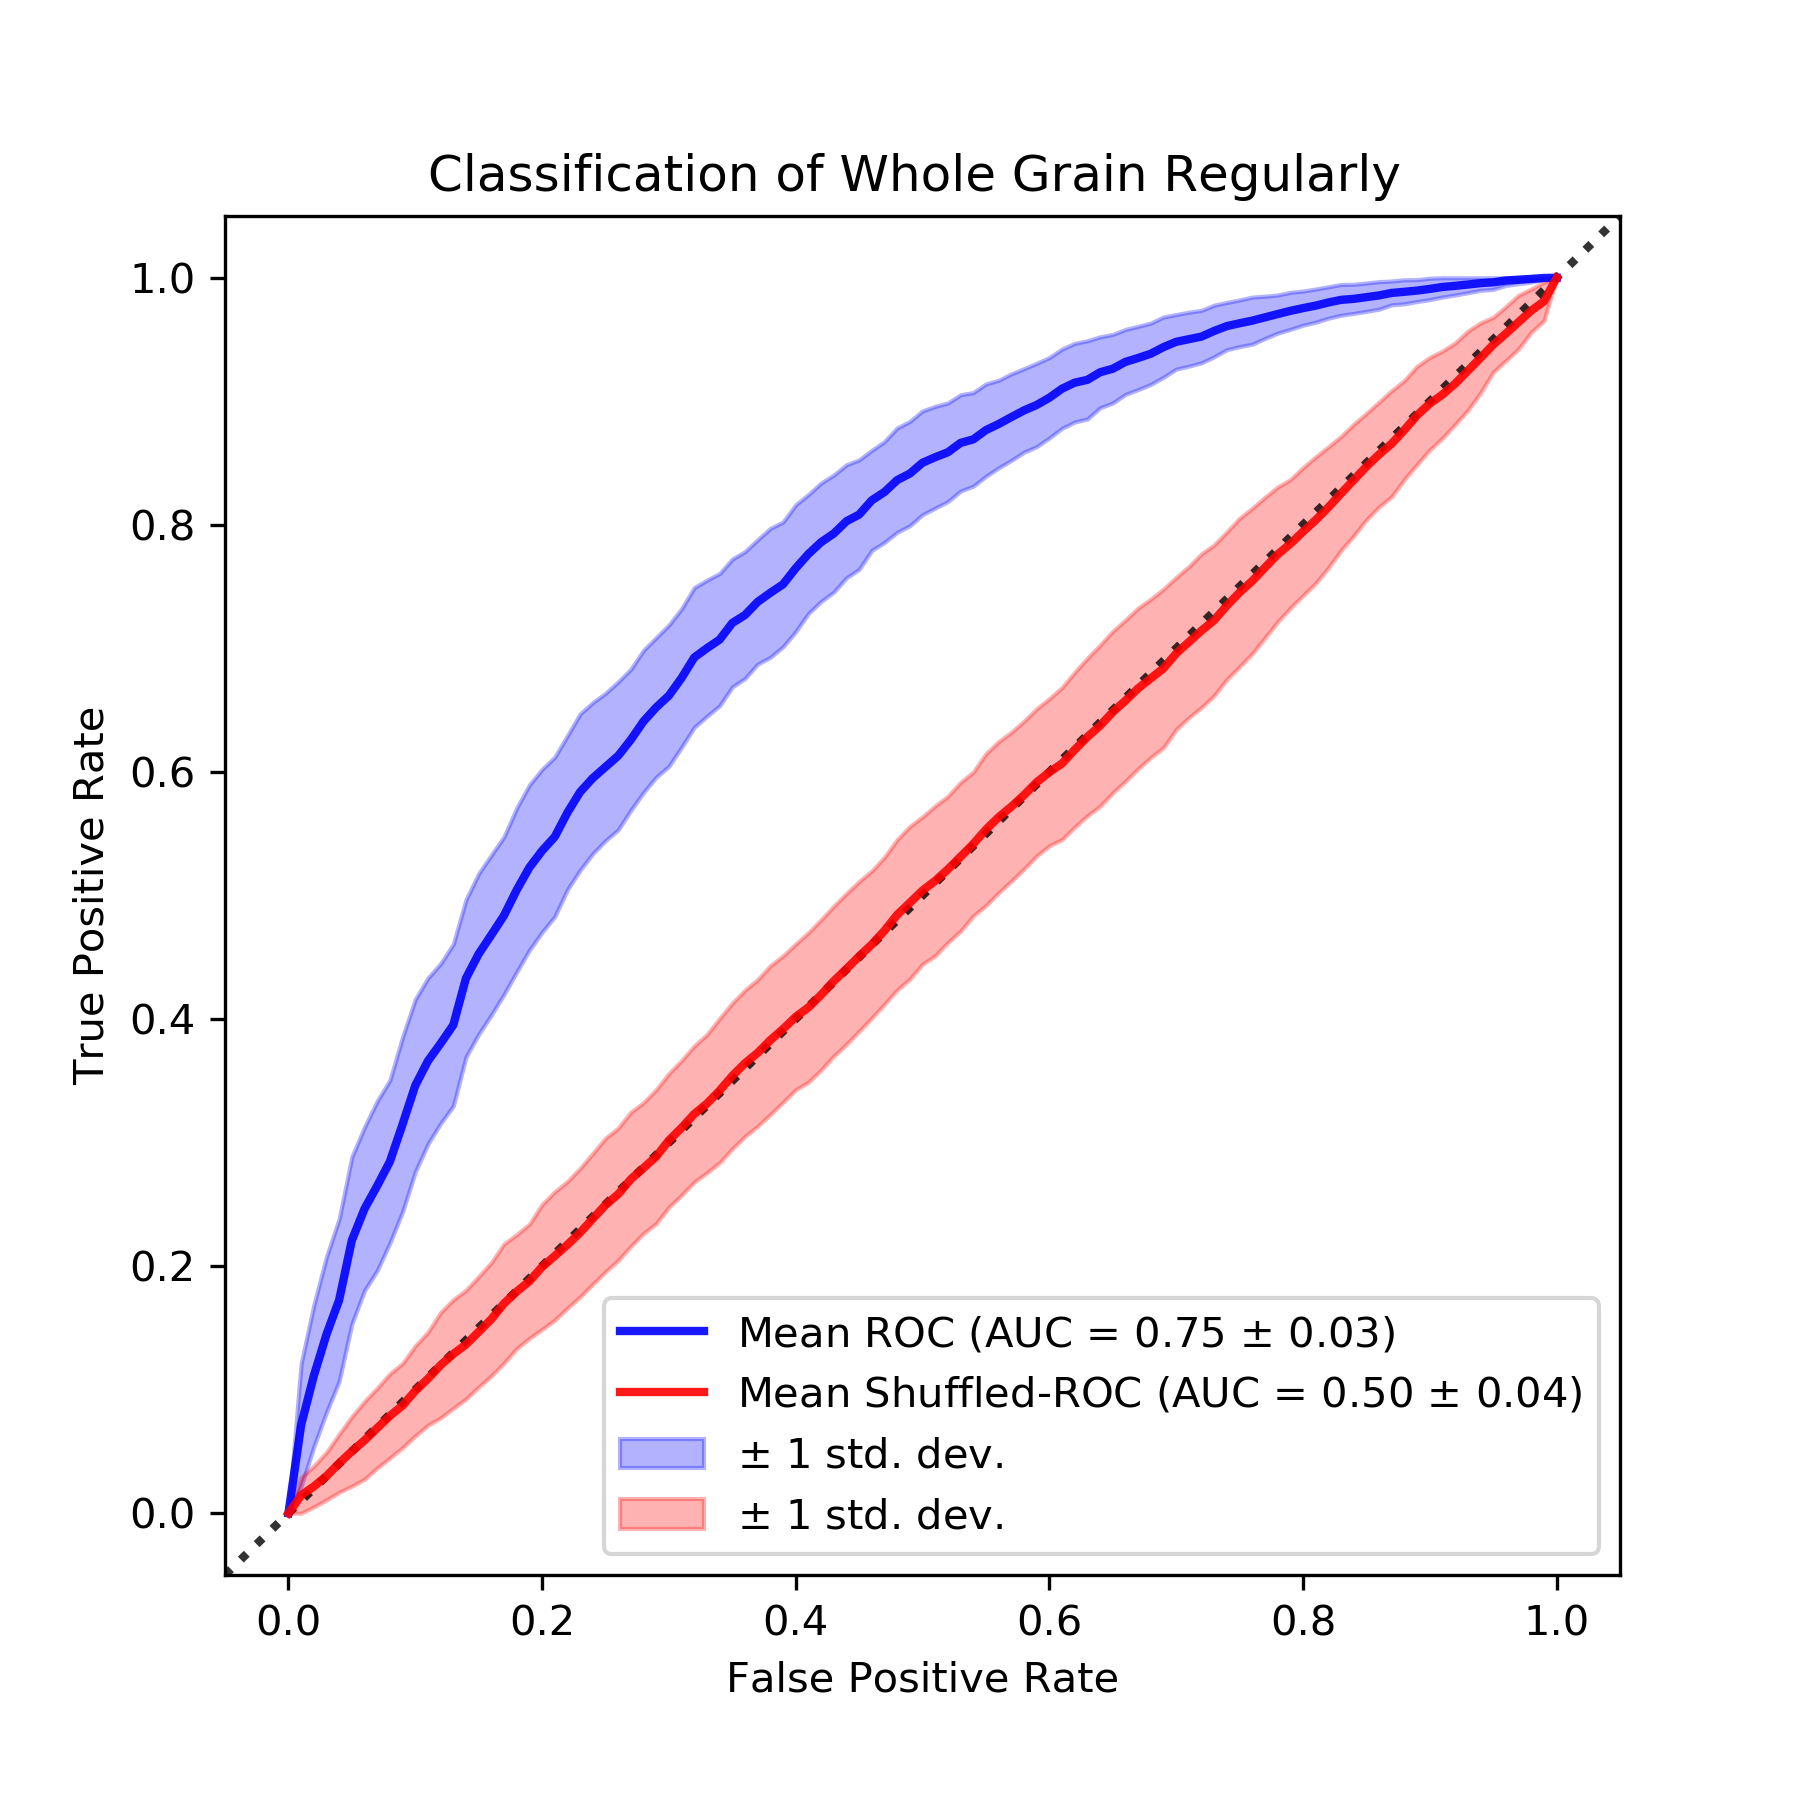 Classification of Whole Grain Regularly
1.0
0.8
0.6
0.4
0.2
0.0
True Positive Rate
Mean ROC (AUC = 0.75 ± 0.03)
Mean Shuffled-ROC (AUC = 0.50 ± 0.04)
± 1 std. dev.
± 1 std. dev.
0.0 0.2 0.4 0.6 0.8 1.0
False Positive Rate